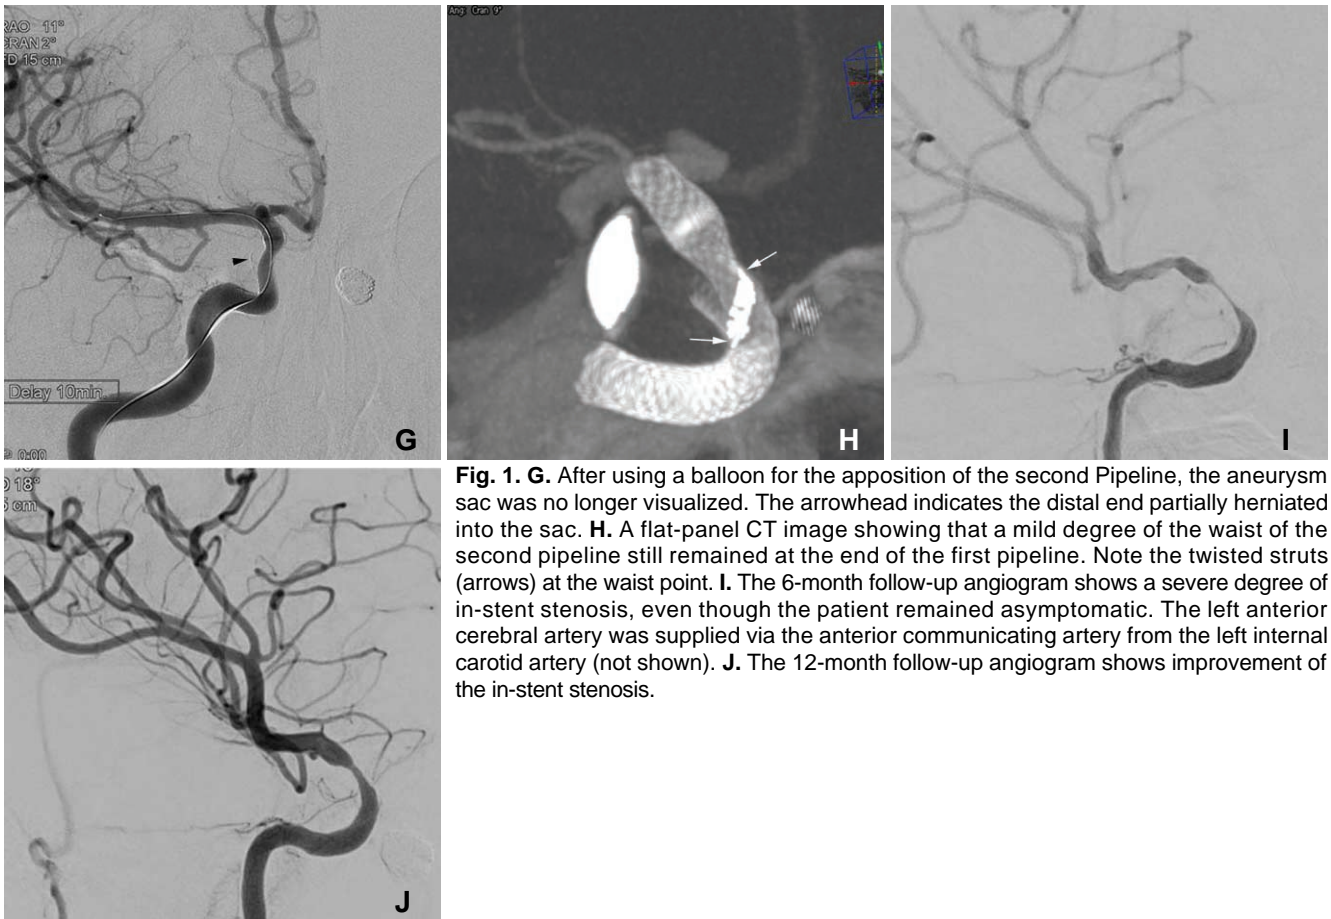 RAO 11°
CRAN 2°
FD 15 cm
Delay 10min
0:00
G
Ang: Cran 9°
H
I
D 18°
5 cm
J
Fig. 1. G. After using a balloon for the apposition of the second Pipeline, the aneurysm
sac was no longer visualized. The arrowhead indicates the distal end partially herniated
into the sac. H. A flat-panel CT image showing that a mild degree of the waist of the
second pipeline still remained at the end of the first pipeline. Note the twisted struts
(arrows) at the waist point. I. The 6-month follow-up angiogram shows a severe degree of
in-stent stenosis, even though the patient remained asymptomatic. The left anterior
cerebral artery was supplied via the anterior communicating artery from the left internal
carotid artery (not shown). J. The 12-month follow-up angiogram shows improvement of
the in-stent stenosis.